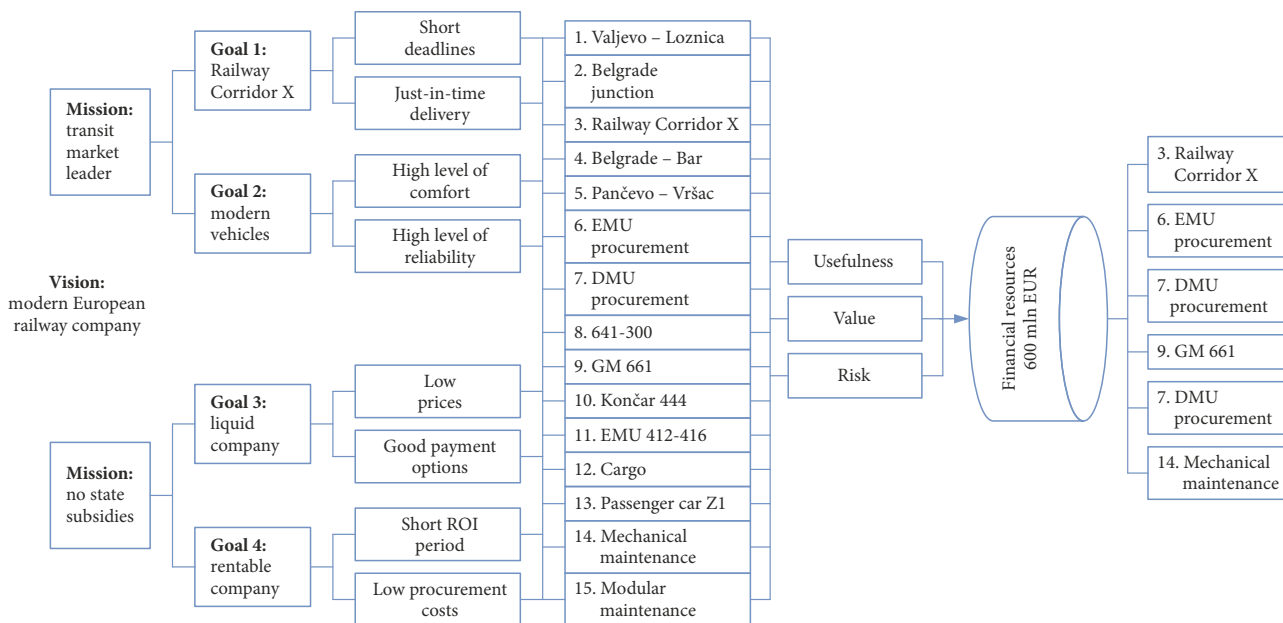 Vision:
modern European
railway company
Mission:
transit
market
leader
Mission:
no state
subsidies
Goal 1:
Railway
Corridor X
Goal 2:
modern
vehicles
Goal 3:
liquid
company
Goal 4:
rentable
company
Short
deadlines
Just-in-time
delivery
High level of
comfort
High level of
reliability
Low
prices
Good payment
options
Short ROI
period
Low procurement
costs
1. Valjevo – Loznica
2. Belgrade
junction
3. Railway Corridor X
4. Belgrade – Bar
5. Pančevo – Vršac
6. EMU
procurement
7. DMU
procurement
8. 641-300
9. GM 661
10. Končar 444
11. EMU 412-416
12. Cargo
13. Passenger car Z1
14. Mechanical
maintenance
15. Modular
maintenance
Usefulness
Value
Risk
Financial resources
600 mln EUR
3. Railway
Corridor X
6. EMU
procurement
7. DMU
procurement
9. GM 661
7. DMU
procurement
14. Mechanical
maintenance